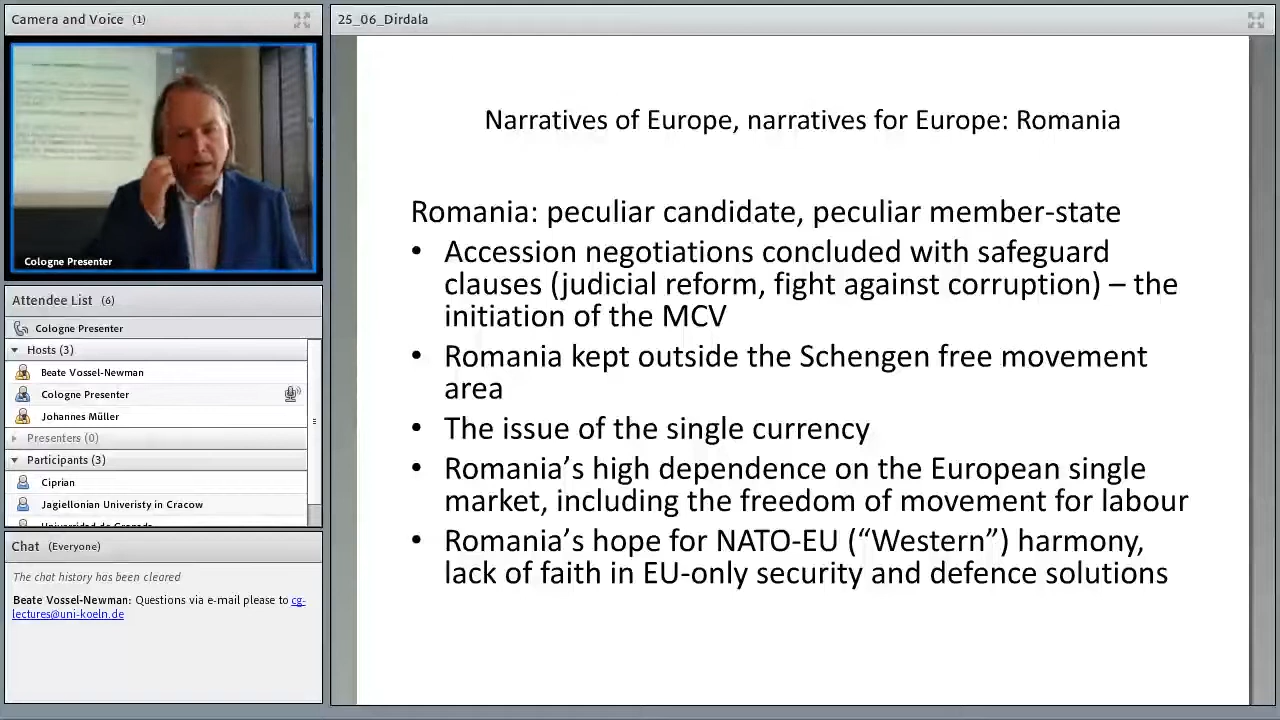 Camera and Voice (1)
Cologne Presenter
Attendee List (6)
Cologne Presenter
Hosts (3)
Beate Vossel-Newman
Cologne Presenter
Johannes Müller
Presenters (0)
Participants (3)
Ciprian
Jagiellonian Univeristy in Cracow
Chat (Everyone)
The chat history has been cleared
Beate Vossel-Newman: Questions via e-mail please to cg-
lectures@uni-koeln.de
25_06_Dirdala
Narratives of Europe, narratives for Europe: Romania
Romania: peculiar candidate, peculiar member-state
• Accession negotiations concluded with safeguard
clauses (judicial reform, fight against corruption) – the
initiation of the MCV
• Romania kept outside the Schengen free movement
area
• The issue of the single currency
• Romania’s high dependence on the European single
market, including the freedom of movement for labour
• Romania’s hope for NATO-EU (“Western”) harmony,
lack of faith in EU-only security and defence solutions